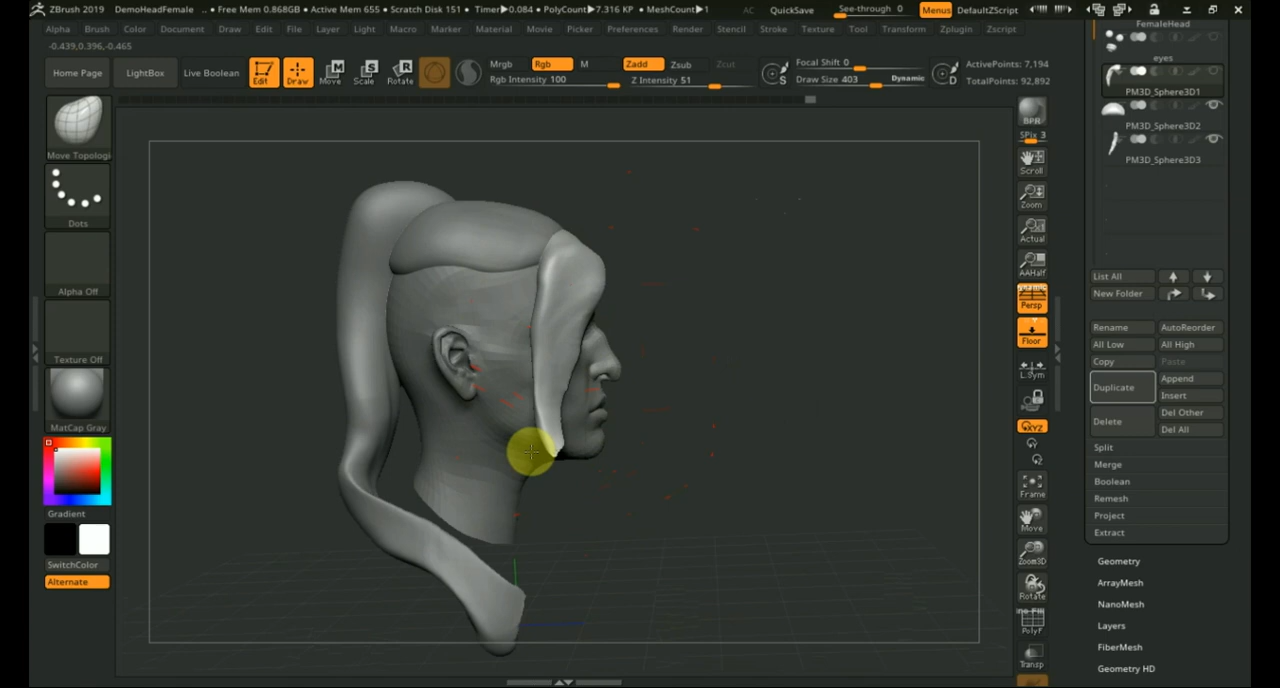 ZBrush 2019 DemoHeadFemale .. • Free Mem 0.868GB • Active Mem 655 • Scratch Disk 151 • Timer▶0.084 • PolyCount▶7.316 KP • MeshCount▶1 AC QuickSave See-through 0 Menus DefaultZScript
Alpha Brush Color Document Draw Edit File Layer Light Macro Marker Material Movie Picker Preferences Render Stencil Stroke Texture Tool Transform Zplugin Zscript
-0.439,0.396,-0.465
Home Page LightBox Live Boolean Edit Draw Move Scale Rotate
Mrgb Rgb M Zadd Zsub Zcut
Rgb Intensity 100 Z Intensity 51
S Focal Shift 0
Draw Size 403 Dynamic D
ActivePoints: 7,194
TotalPoints: 92,892
Move Topologi
Dots
Alpha Off
Texture Off
MatCap Gray
Gradient
SwitchColor
Alternate
BPR
SPix 3
Scroll
Zoom
Actual
AAHalf
Persp
Floor
L.Sym
XYZ
Frame
Move
Zoom3D
Rotate
PolyF
Transp
FemaleHead
eyes
PM3D_Sphere3D1
PM3D_Sphere3D2
PM3D_Sphere3D3
List All
New Folder
Rename AutoReorder
All Low All High
Copy Paste
Duplicate Append
Insert
Delete Del Other
Del All
Split
Merge
Boolean
Remesh
Project
Extract
Geometry
ArrayMesh
NanoMesh
Layers
FiberMesh
Geometry HD